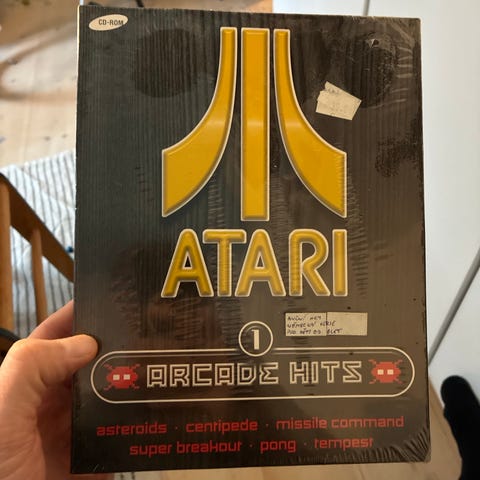 CD-ROM
ATARI
1
ARCADE HITS
asteroids · centipede · missile command
super breakout · pong · tempest